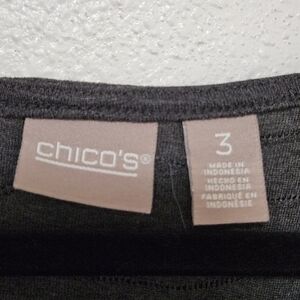 chico's®
3
MADE IN
INDONESIA
HECHO EN
INDONESIA
FABRIQUÉ EN
INDONÉSIE